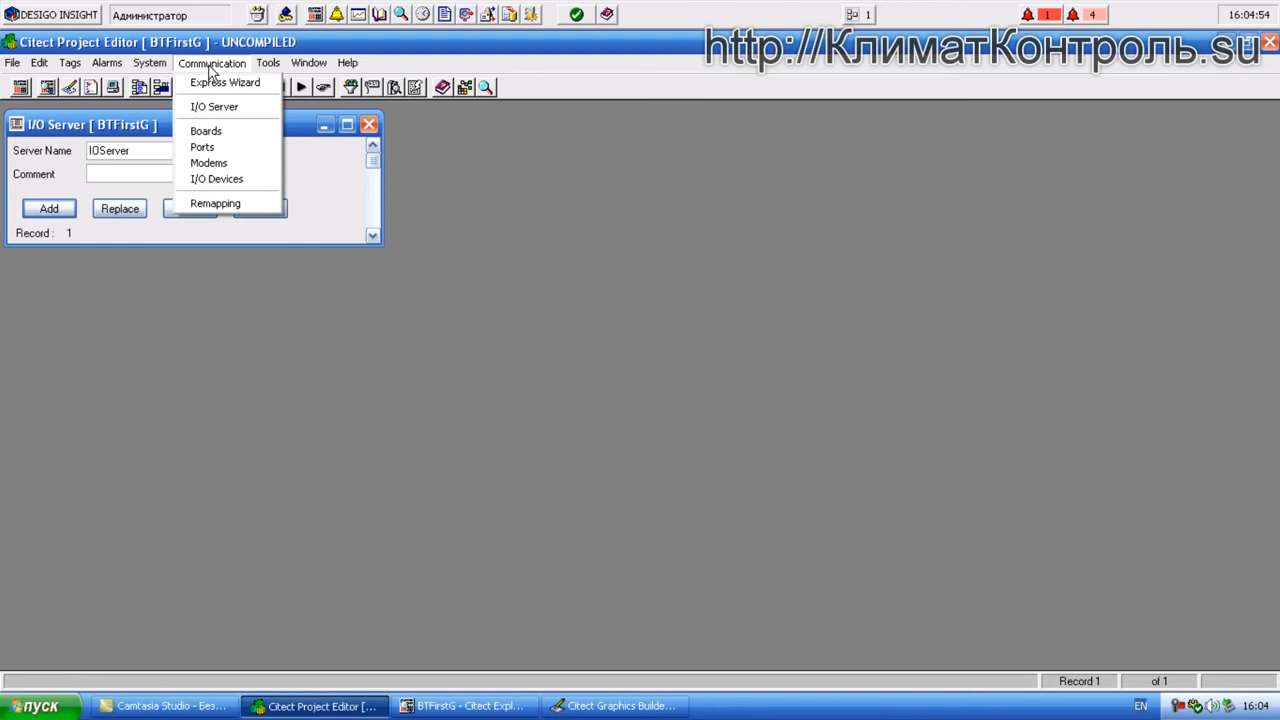 DESIGO INSIGHT
Администратор
1
1
4
16:04:54
Citect Project Editor [ BTFirstG ] - UNCOMPILED
http://КлиматКонтроль.su
File Edit Tags Alarms System Communication Tools Window Help
Express Wizard
I/O Server
Boards
Ports
Modems
I/O Devices
Remapping
I/O Server [ BTFirstG ]
Server Name IOServer
Comment
Add Replace
Record : 1
Record 1 of 1
пуск
Camtasia Studio - Без...
Citect Project Editor [...
BTFirstG - Citect Expl...
Citect Graphics Builde...
EN
16:04